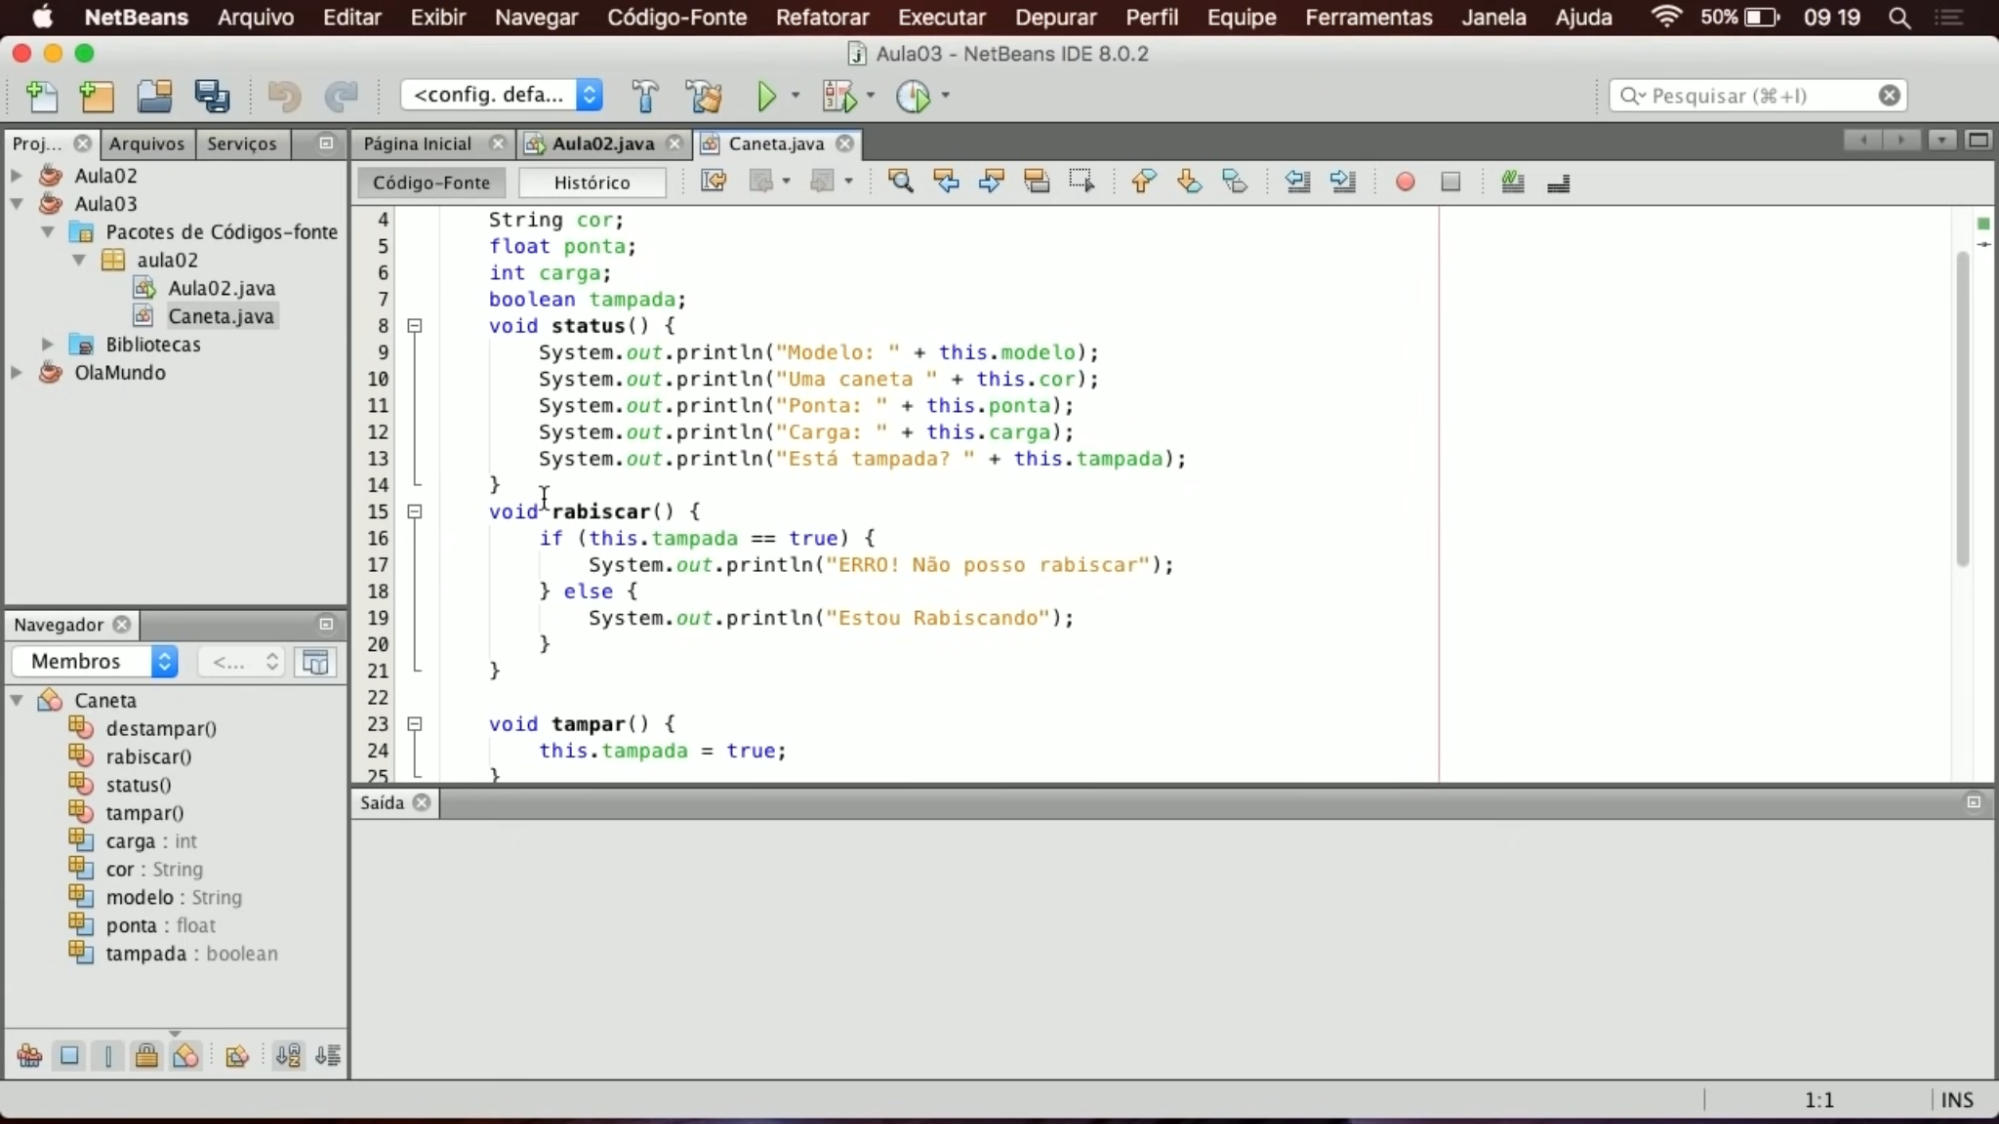 NetBeans Arquivo Editar Exibir Navegar Código-Fonte Refatorar Executar Depurar Perfil Equipe Ferramentas Janela Ajuda 50% 09 19
Aula03 - NetBeans IDE 8.0.2
<config. defa... Pesquisar (⌘+I)
Proj... Arquivos Serviços
Página Inicial Aula02.java Caneta.java
Código-Fonte Histórico
Aula02
Aula03
Pacotes de Códigos-fonte
aula02
Aula02.java
Caneta.java
Bibliotecas
OlaMundo
4 String cor;
5 float ponta;
6 int carga;
7 boolean tampada;
8 void status() {
9 System.out.println("Modelo: " + this.modelo);
10 System.out.println("Uma caneta " + this.cor);
11 System.out.println("Ponta: " + this.ponta);
12 System.out.println("Carga: " + this.carga);
13 System.out.println("Está tampada? " + this.tampada);
14 }
15 void rabiscar() {
16 if (this.tampada == true) {
17 System.out.println("ERRO! Não posso rabiscar");
18 } else {
19 System.out.println("Estou Rabiscando");
20 }
21 }
22
23 void tampar() {
24 this.tampada = true;
25 }
Navegador
Membros <...
Caneta
destampar()
rabiscar()
status()
tampar()
carga : int
cor : String
modelo : String
ponta : float
tampada : boolean
Saída
1:1 INS